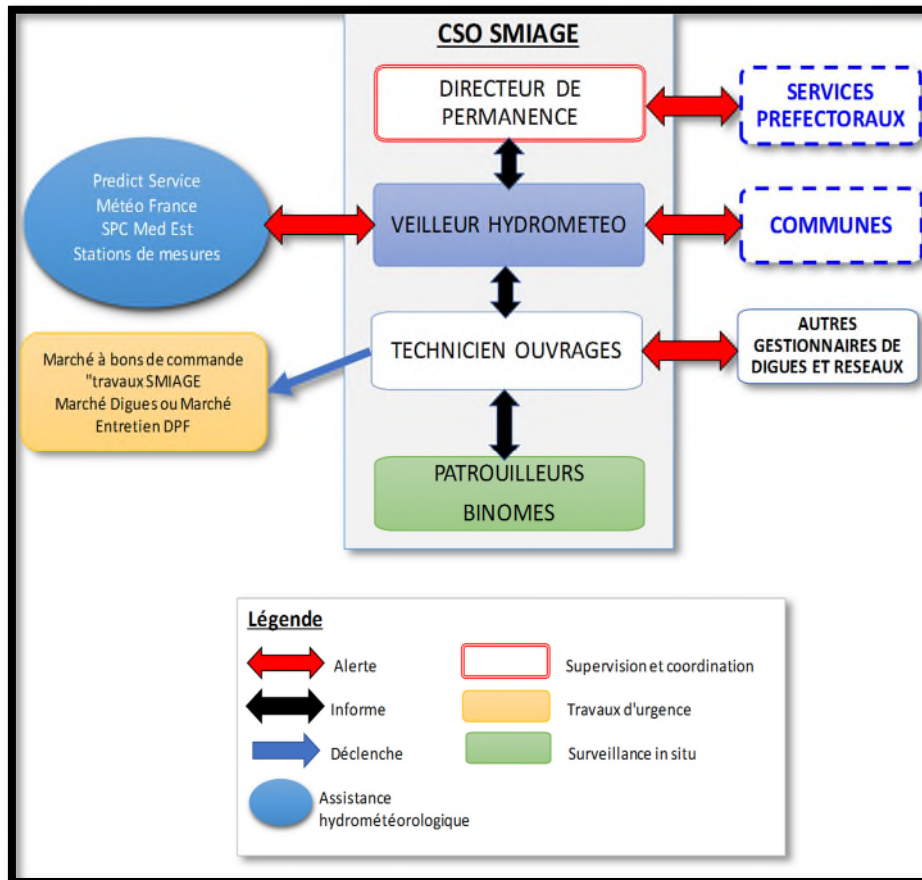 CSO SMIAGE
DIRECTEUR DE
PERMANENCE
SERVICES
PREFECTORAUX
Predict Service
Météo France
SPC Med Est
Stations de mesures
VEILLEUR HYDROMETEO
COMMUNES
Marché à bons de commande
"travaux SMIAGE
Marché Digues ou Marché
Entretien DPF
TECHNICIEN OUVRAGES
AUTRES
GESTIONNAIRES DE
DIGUES ET RESEAUX
PATROUILLEURS
BINOMES
Légende
Alerte
Supervision et coordination
Informe
Travaux d'urgence
Déclenche
Surveillance in situ
Assistance
hydrométéorologique